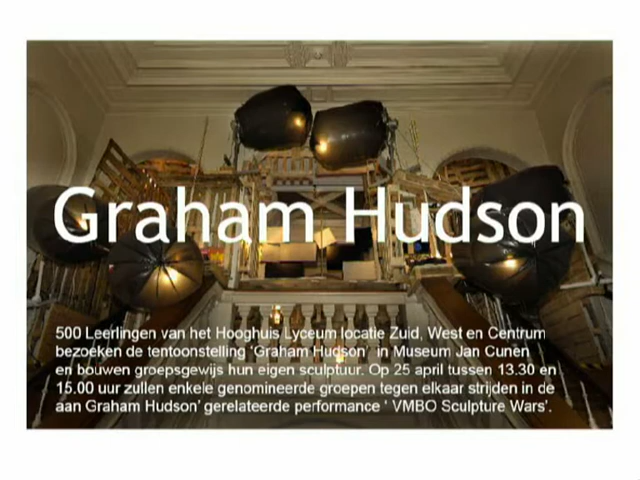 Graham Hudson
500 Leerlingen van het Hooghuis Lyceum locatie Zuid, West en Centrum
bezoeken de tentoonstelling 'Graham Hudson' in Museum Jan Cunen
en bouwen groepsgewijs hun eigen sculptuur. Op 25 april tussen 13.30 en
15.00 uur zullen enkele genomineerde groepen tegen elkaar strijden in de
aan Graham Hudson' gerelateerde performance ' VMBO Sculpture Wars'.